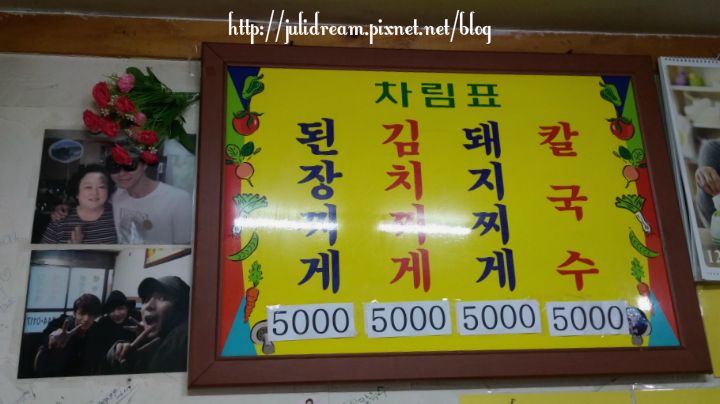 http://julidream.pixnet.net/blog
차림표
된장찌게
김치찌게
돼지찌게
칼국수
5000 5000 5000 5000